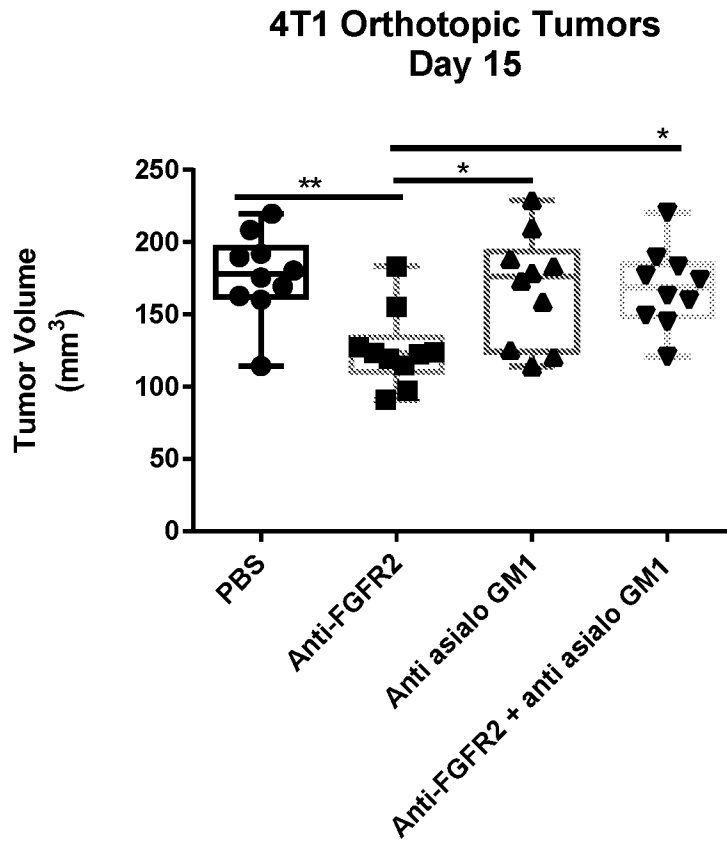 4T1 Orthotopic Tumors
Day 15
*
**
*
250
200
150
100
50
0
Tumor Volume
(mm³)
PBS
Anti-FGFR2
Anti asialo GM1
Anti-FGFR2 + anti asialo GM1